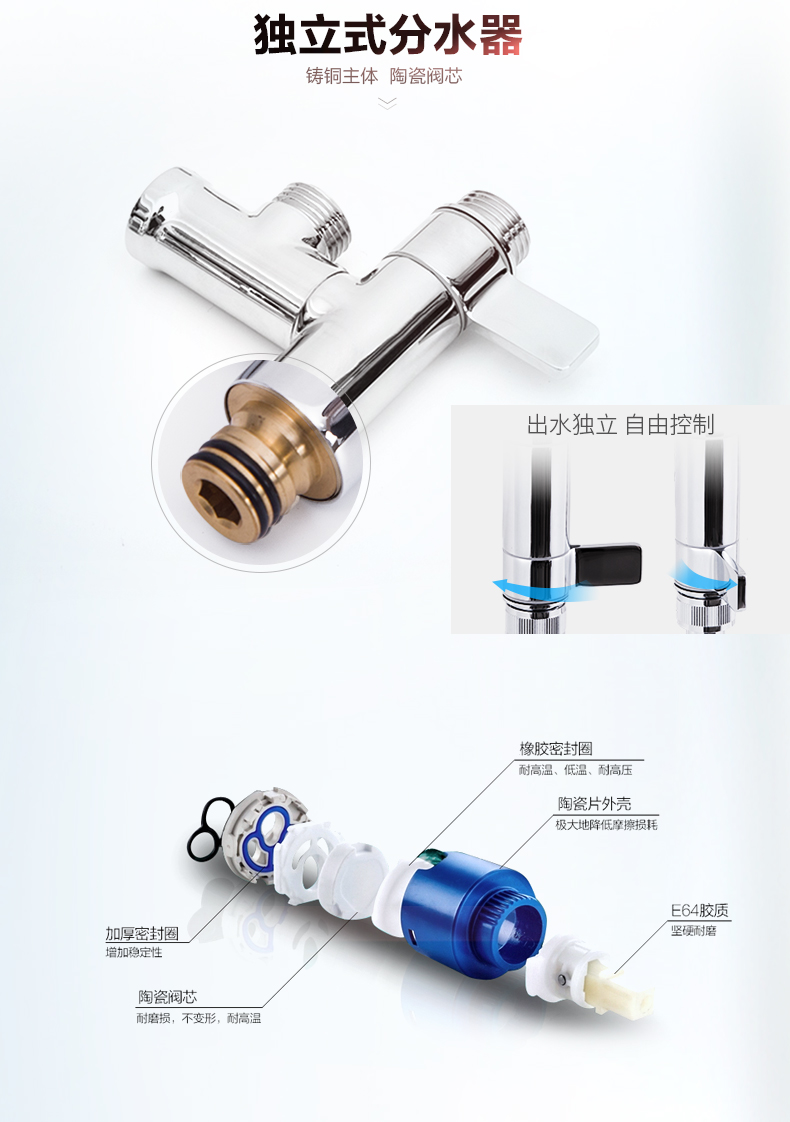 独立式分水器
铸铜主体 陶瓷阀芯
出水独立 自由控制
橡胶密封圈
耐高温、低温、耐高压
陶瓷片外壳
极大地降低摩擦损耗
E64胶质
坚硬耐磨
加厚密封圈
增加稳定性
陶瓷阀芯
耐磨损，不变形，耐高温